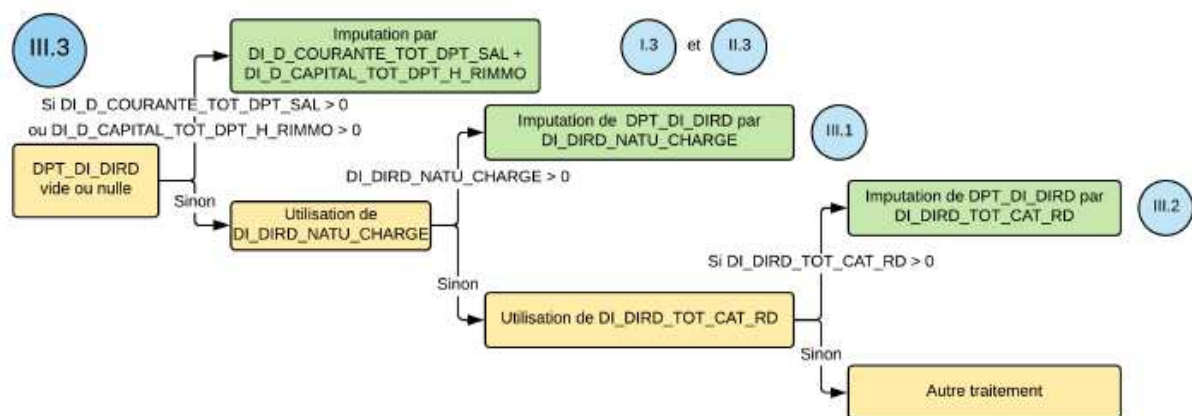 III.3
Imputation par
DI_D_COURANTE_TOT_DPT_SAL +
DI_D_CAPITAL_TOT_DPT_H_RIMMO
I.3 et II.3
Si DI_D_COURANTE_TOT_DPT_SAL > 0
ou DI_D_CAPITAL_TOT_DPT_H_RIMMO > 0
DPT_DI_DIRD
vide ou nulle
Sinon
Imputation de DPT_DI_DIRD par
DI_DIRD_NATU_CHARGE
III.1
DI_DIRD_NATU_CHARGE > 0
Utilisation de
DI_DIRD_NATU_CHARGE
Imputation de DPT_DI_DIRD par
DI_DIRD_TOT_CAT_RD
III.2
Si DI_DIRD_TOT_CAT_RD > 0
Sinon
Utilisation de DI_DIRD_TOT_CAT_RD
Sinon
Autre traitement